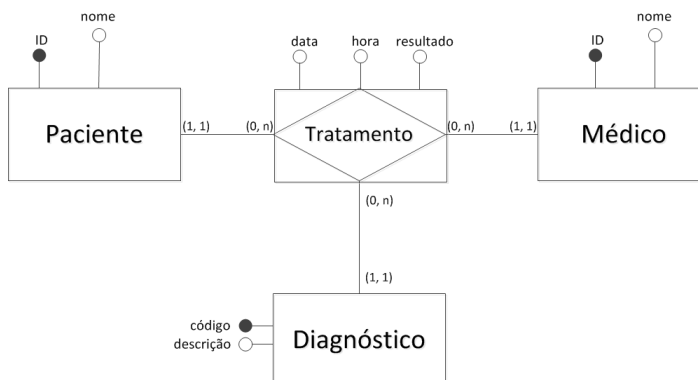 nome
ID
Paciente
(1, 1)
(0, n)
data
hora
resultado
Tratamento
(0, n)
(1, 1)
nome
ID
Médico
(0, n)
(1, 1)
código
descrição
Diagnóstico